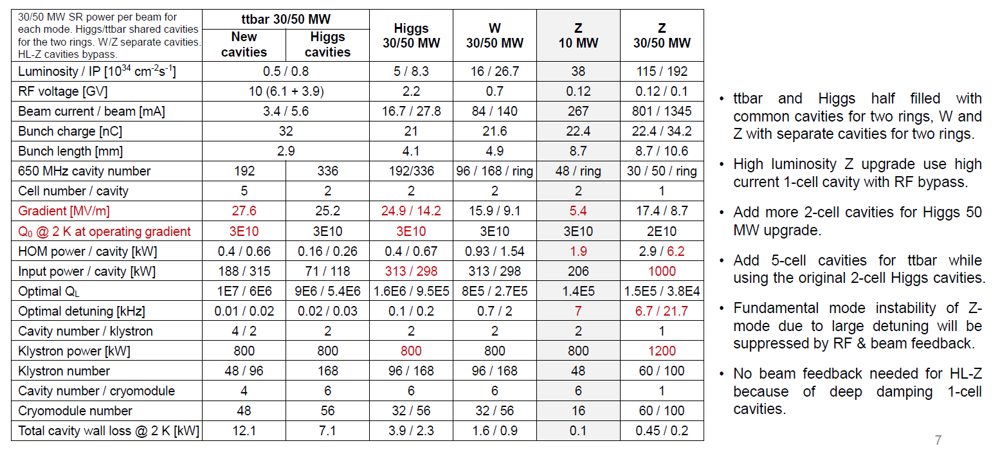 30/50 MW SR power per beam for
each mode. Higgs/ttbar shared cavities
for the two rings. W/Z separate cavities.
HL-Z cavities bypass.
ttbar 30/50 MW
New
cavities
Higgs
cavities
Higgs
30/50 MW
W
30/50 MW
Z
10 MW
Z
30/50 MW
Luminosity / IP [10³⁴ cm⁻²s⁻¹] 0.5 / 0.8 5 / 8.3 16 / 26.7 38 115 / 192
RF voltage [GV] 10 (6.1 + 3.9) 2.2 0.7 0.12 0.12 / 0.1
Beam current / beam [mA] 3.4 / 5.6 16.7 / 27.8 84 / 140 267 801 / 1345
Bunch charge [nC] 32 21 21.6 22.4 22.4 / 34.2
Bunch length [mm] 2.9 4.1 4.9 8.7 8.7 / 10.6
650 MHz cavity number 192 336 192/336 96 / 168 / ring 48 / ring 30 / 50 / ring
Cell number / cavity 5 2 2 2 2 1
Gradient [MV/m] 27.6 25.2 24.9 / 14.2 15.9 / 9.1 5.4 17.4 / 8.7
Q₀ @ 2 K at operating gradient 3E10 3E10 3E10 3E10 3E10 2E10
HOM power / cavity [kW] 0.4 / 0.66 0.16 / 0.26 0.4 / 0.67 0.93 / 1.54 1.9 2.9 / 6.2
Input power / cavity [kW] 188 / 315 71 / 118 313 / 298 313 / 298 206 1000
Optimal Q_L 1E7 / 6E6 9E6 / 5.4E6 1.6E6 / 9.5E5 8E5 / 2.7E5 1.4E5 1.5E5 / 3.8E4
Optimal detuning [kHz] 0.01 / 0.02 0.02 / 0.03 0.1 / 0.2 0.7 / 2 7 6.7 / 21.7
Cavity number / klystron 4 / 2 2 2 2 2 1
Klystron power [kW] 800 800 800 800 800 1200
Klystron number 48 / 96 168 96 / 168 96 / 168 48 60 / 100
Cavity number / cryomodule 4 6 6 6 6 1
Cryomodule number 48 56 32 / 56 32 / 56 16 60 / 100
Total cavity wall loss @ 2 K [kW] 12.1 7.1 3.9 / 2.3 1.6 / 0.9 0.1 0.45 / 0.2
• ttbar and Higgs half filled with
common cavities for two rings, W and
Z with separate cavities for two rings.
• High luminosity Z upgrade use high
current 1-cell cavity with RF bypass.
• Add more 2-cell cavities for Higgs 50
MW upgrade.
• Add 5-cell cavities for ttbar while
using the original 2-cell Higgs cavities.
• Fundamental mode instability of Z-
mode due to large detuning will be
suppressed by RF & beam feedback.
• No beam feedback needed for HL-Z
because of deep damping 1-cell
cavities.
7